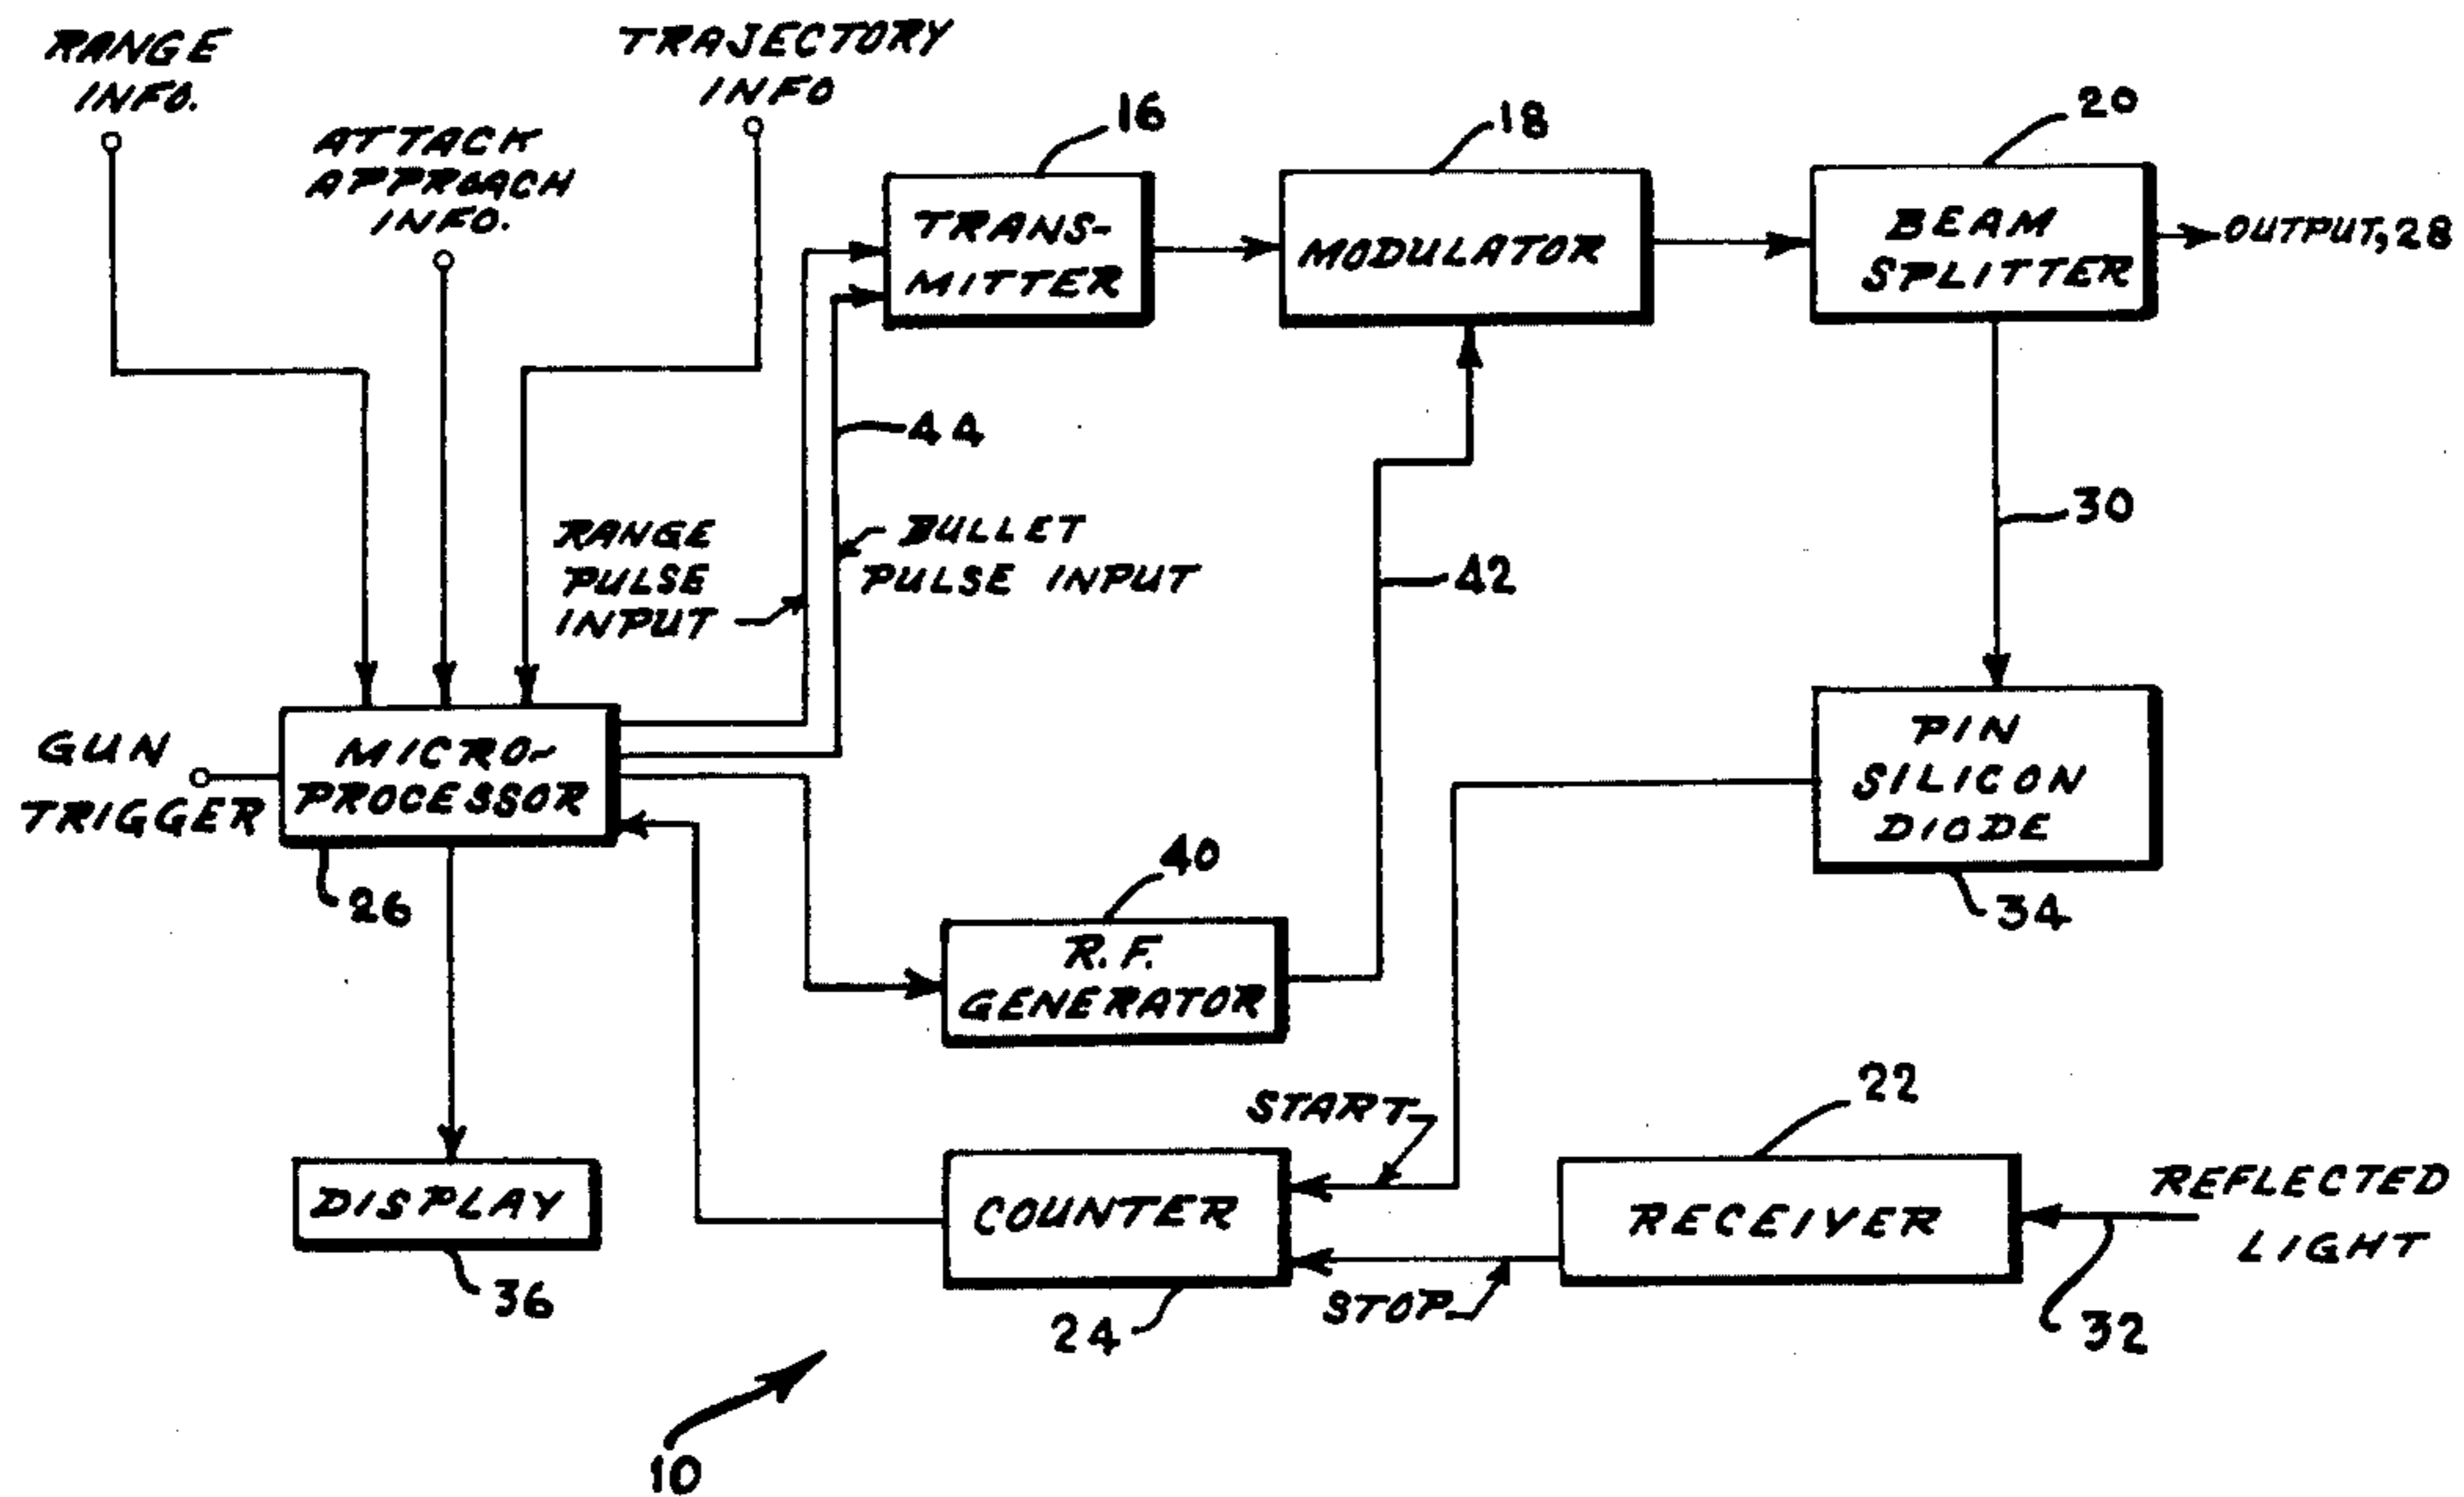 RANGE
INFO.
ATTACK
APPROACH
INFO.
TRAJECTORY
INFO
16
TRANS-
MITTER
18
MODULATOR
20
BEAM
SPLITTER
OUTPUT, 28
44
RANGE
PULSE
INPUT
BULLET
PULSE INPUT
42
30
GUN
TRIGGER
MICRO-
PROCESSOR
26
PIN
SILICON
DIODE
34
40
R.F.
GENERATOR
DISPLAY
36
START
COUNTER
24
STOP
22
RECEIVER
REFLECTED
LIGHT
32
10